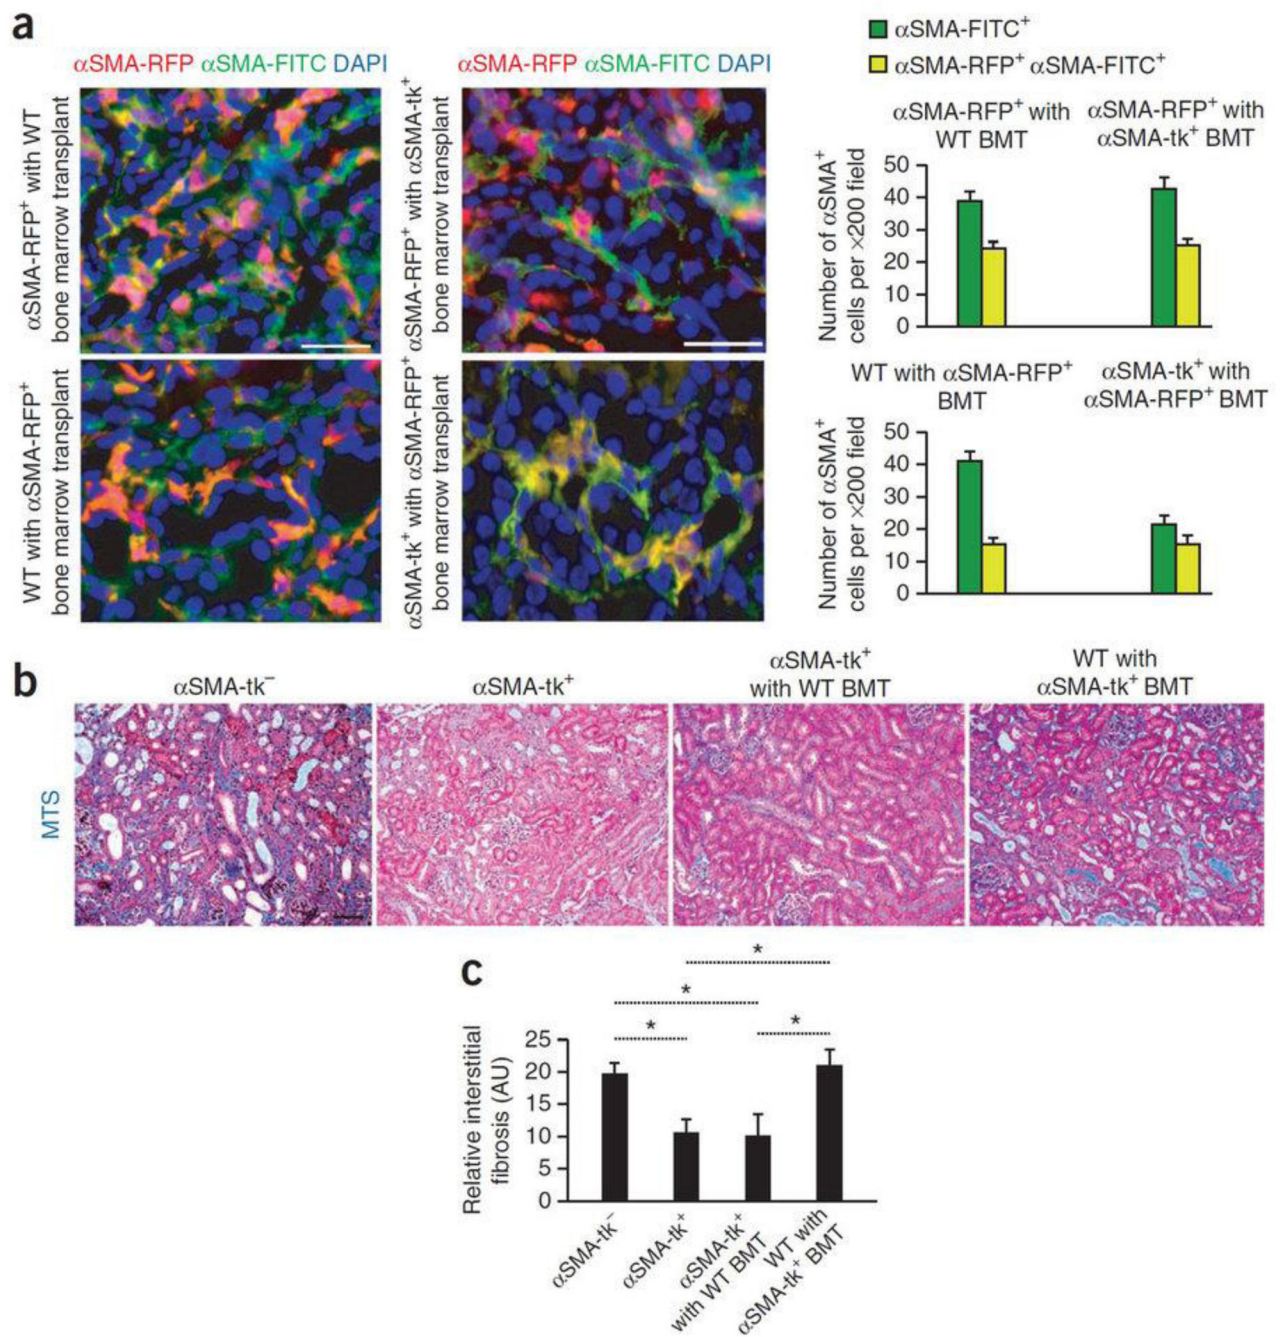 a
αSMA-RFP αSMA-FITC DAPI
αSMA-RFP⁺ with WT
bone marrow transplant
αSMA-RFP αSMA-FITC DAPI
αSMA-RFP⁺ with αSMA-tk⁺
bone marrow transplant
WT with αSMA-RFP⁺
bone marrow transplant
αSMA-tk⁺ with αSMA-RFP⁺
bone marrow transplant
αSMA-FITC⁺
αSMA-RFP⁺ αSMA-FITC⁺
αSMA-RFP⁺ with
WT BMT
αSMA-RFP⁺ with
αSMA-tk⁺ BMT
Number of αSMA⁺
cells per ×200 field
50
40
30
20
10
0
WT with αSMA-RFP⁺
BMT
αSMA-tk⁺ with
αSMA-RFP⁺ BMT
Number of αSMA⁺
cells per ×200 field
50
40
30
20
10
0
b
αSMA-tk⁻
αSMA-tk⁺
αSMA-tk⁺
with WT BMT
WT with
αSMA-tk⁺ BMT
MTS
c
*
*
*
*
Relative interstitial
fibrosis (AU)
25
20
15
10
5
0
αSMA-tk⁻
αSMA-tk⁺
αSMA-tk⁺
with WT BMT
WT with
αSMA-tk⁺ BMT